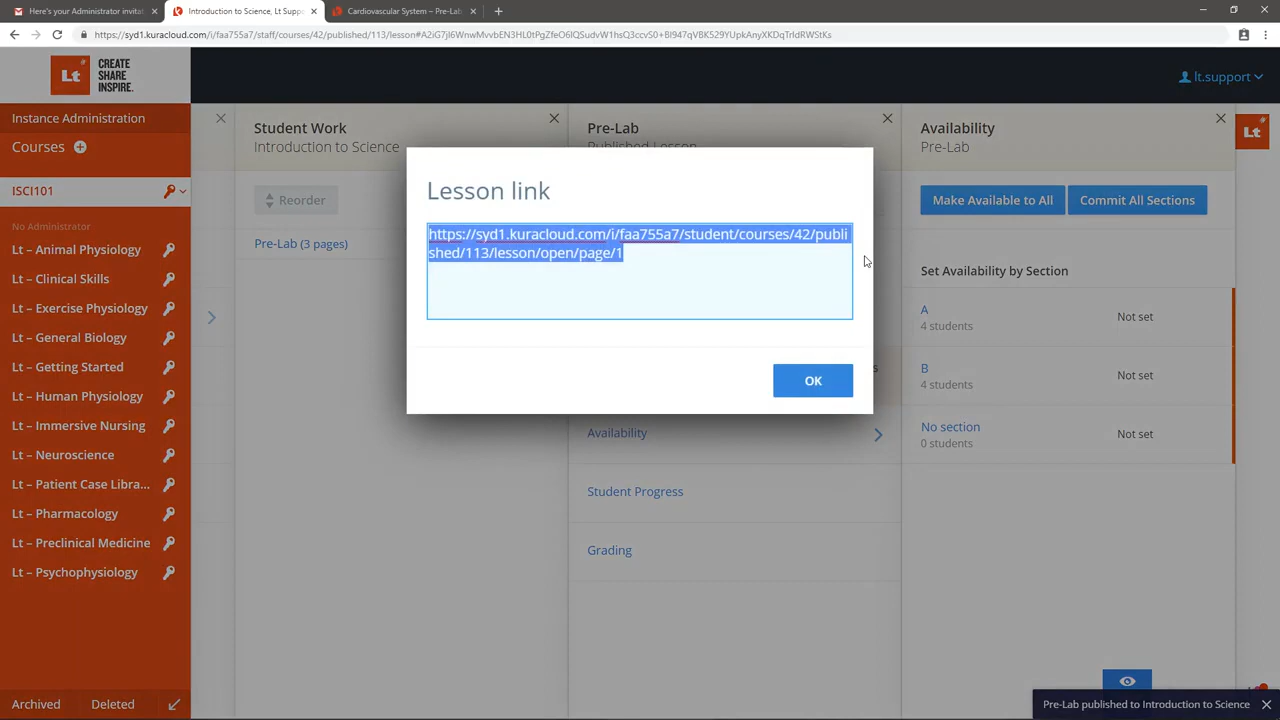 Here's your Administrator invitat
Introduction to Science, Lt Suppo
Cardiovascular System – Pre-Lab
https://syd1.kuracloud.com/i/faa755a7/staff/courses/42/published/113/lesson#
Lt
CREATE
SHARE
INSPIRE.
lt.support
Instance Administration
Courses
ISCI101
No Administrator
Lt – Animal Physiology
Lt – Clinical Skills
Lt – Exercise Physiology
Lt – General Biology
Lt – Getting Started
Lt – Human Physiology
Lt – Immersive Nursing
Lt – Neuroscience
Lt – Patient Case Libra...
Lt – Pharmacology
Lt – Preclinical Medicine
Lt – Psychophysiology
Archived
Deleted
Student Work
Introduction to Science
Reorder
Pre-Lab (3 pages)
Pre-Lab
Published Lesson
Lesson link
https://syd1.kuracloud.com/i/faa755a7/student/courses/42/publi
shed/113/lesson/open/page/1
OK
Availability
Student Progress
Grading
Availability
Pre-Lab
Make Available to All
Commit All Sections
Set Availability by Section
A
4 students
Not set
B
4 students
Not set
No section
0 students
Not set
Lt
Pre-Lab published to Introduction to Science